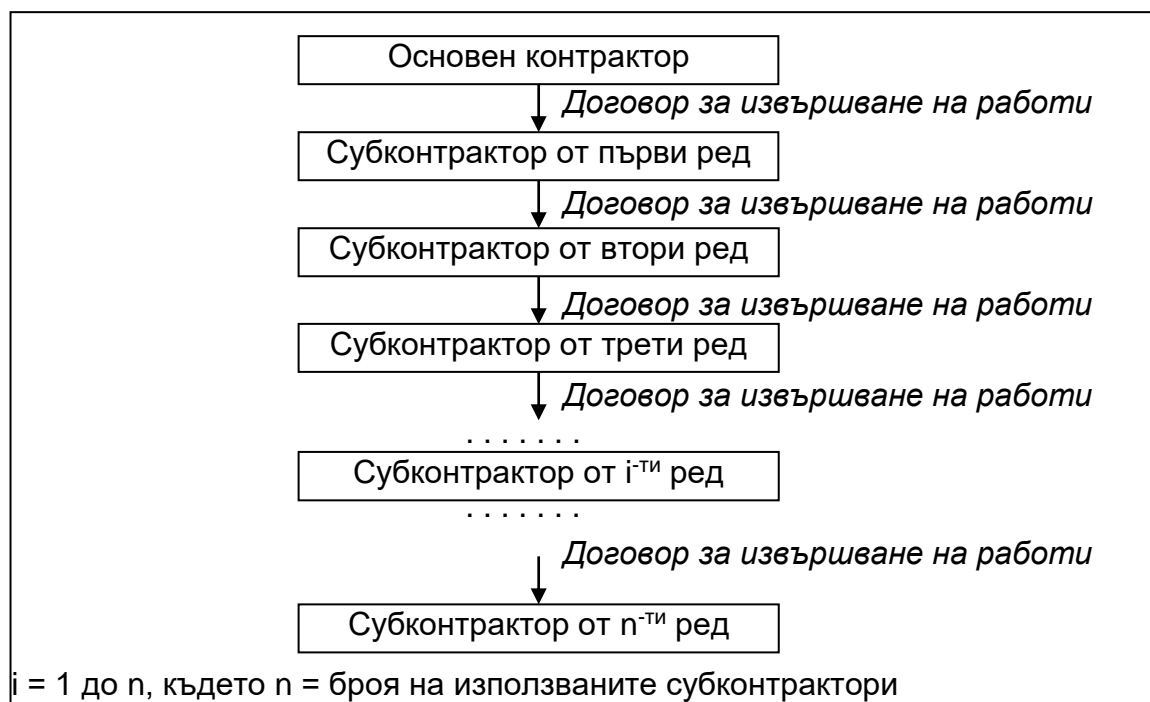 Основен контрактор
Договор за извършване на работи
Субконтрактор от първи ред
Договор за извършване на работи
Субконтрактор от втори ред
Договор за извършване на работи
Субконтрактор от трети ред
Договор за извършване на работи
. . . . . . .
Субконтрактор от i-ти ред
. . . . . . .
Договор за извършване на работи
Субконтрактор от n-ти ред
i = 1 до n, където n = броя на използваните субконтрактори